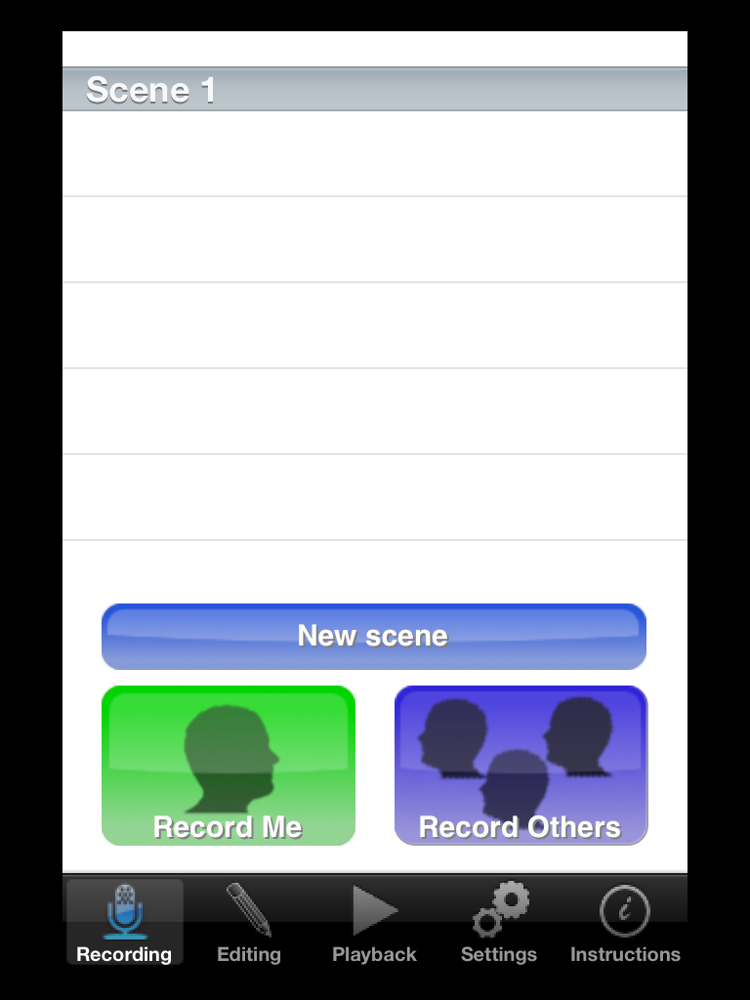 Scene 1
New scene
Record Me
Record Others
Recording
Editing
Playback
Settings
Instructions